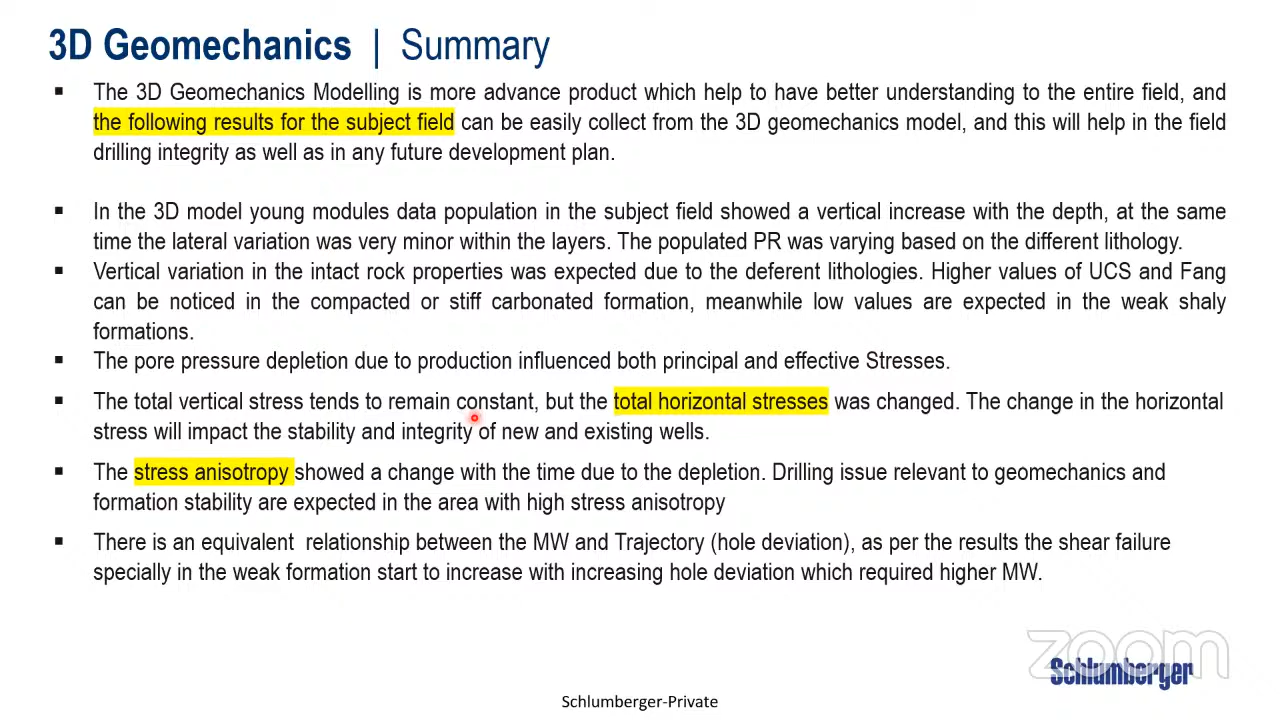 3D Geomechanics | Summary
▪ The 3D Geomechanics Modelling is more advance product which help to have better understanding to the entire field, and
the following results for the subject field can be easily collect from the 3D geomechanics model, and this will help in the field
drilling integrity as well as in any future development plan.
▪ In the 3D model young modules data population in the subject field showed a vertical increase with the depth, at the same
time the lateral variation was very minor within the layers. The populated PR was varying based on the different lithology.
▪ Vertical variation in the intact rock properties was expected due to the deferent lithologies. Higher values of UCS and Fang
can be noticed in the compacted or stiff carbonated formation, meanwhile low values are expected in the weak shaly
formations.
▪ The pore pressure depletion due to production influenced both principal and effective Stresses.
▪ The total vertical stress tends to remain constant, but the total horizontal stresses was changed. The change in the horizontal
stress will impact the stability and integrity of new and existing wells.
▪ The stress anisotropy showed a change with the time due to the depletion. Drilling issue relevant to geomechanics and
formation stability are expected in the area with high stress anisotropy
▪ There is an equivalent relationship between the MW and Trajectory (hole deviation), as per the results the shear failure
specially in the weak formation start to increase with increasing hole deviation which required higher MW.
zoom
Schlumberger
Schlumberger-Private